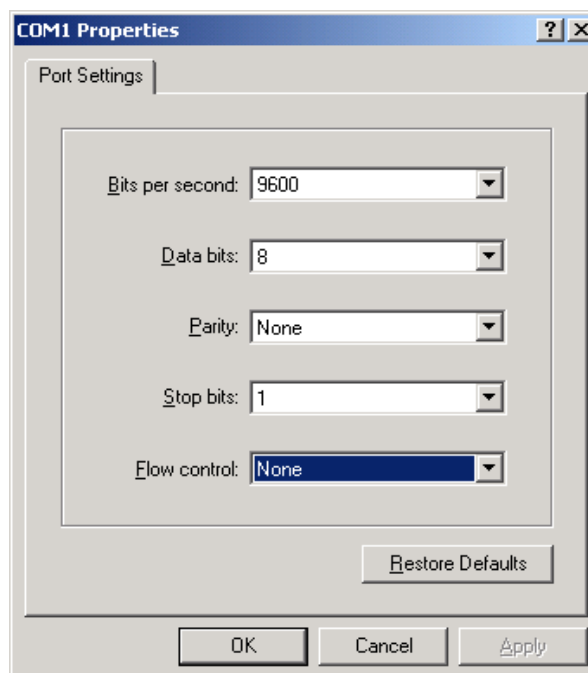 COM1 Properties
Port Settings
Bits per second: 9600
Data bits: 8
Parity: None
Stop bits: 1
Flow control: None
Restore Defaults
OK Cancel Apply